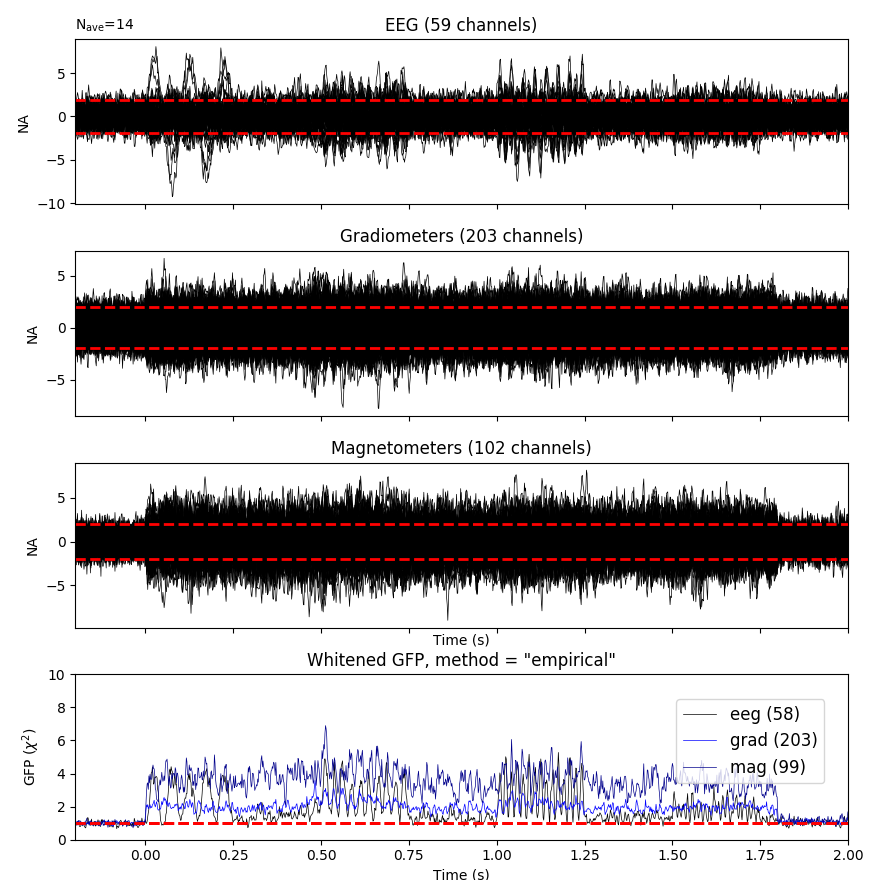 N_ave=14
EEG (59 channels)
5
0
−5
−10
NA
Gradiometers (203 channels)
5
0
−5
NA
Magnetometers (102 channels)
5
0
−5
NA
Time (s)
Whitened GFP, method = "empirical"
10
8
6
4
2
0
GFP (χ²)
eeg (58)
grad (203)
mag (99)
0.00 0.25 0.50 0.75 1.00 1.25 1.50 1.75 2.00
Time (s)